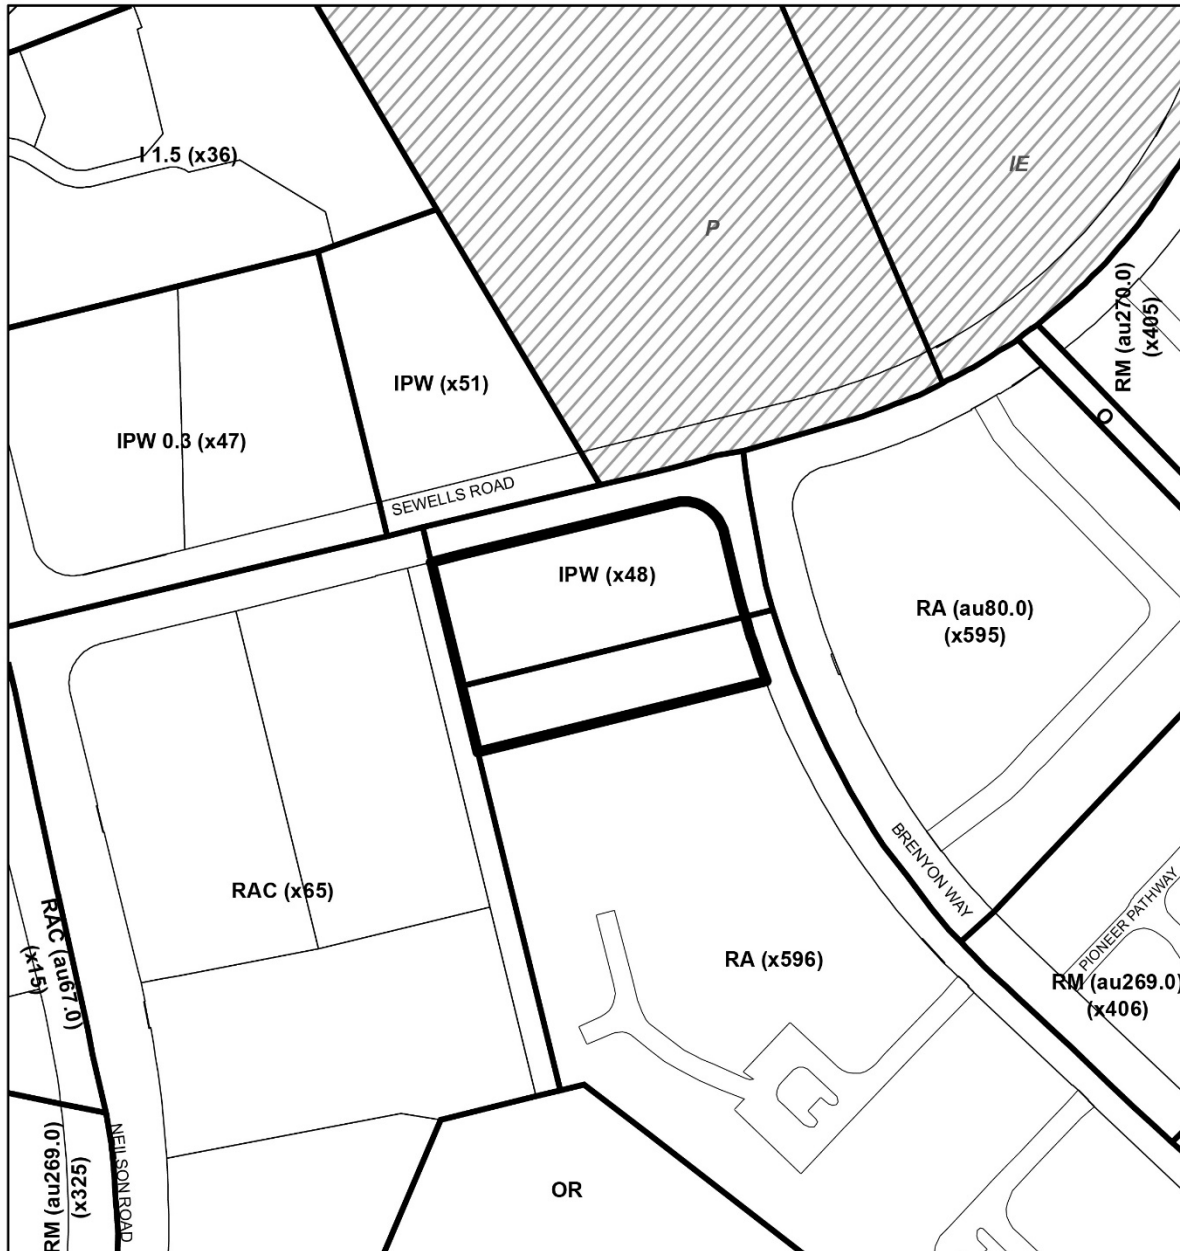 I 1.5 (x36)
IE
P
RM (au270.0)
(x405)
IPW (x51)
O
IPW 0.3 (x47)
SEWELLS ROAD
IPW (x48)
RA (au80.0)
(x595)
BRENYON WAY
RAC (x65)
PIONEER PATHWAY
RAC (au67.0)
(x15)
RA (x596)
RM (au269.0)
(x406)
RM (au269.0)
(x325)
NEILSON ROAD
OR